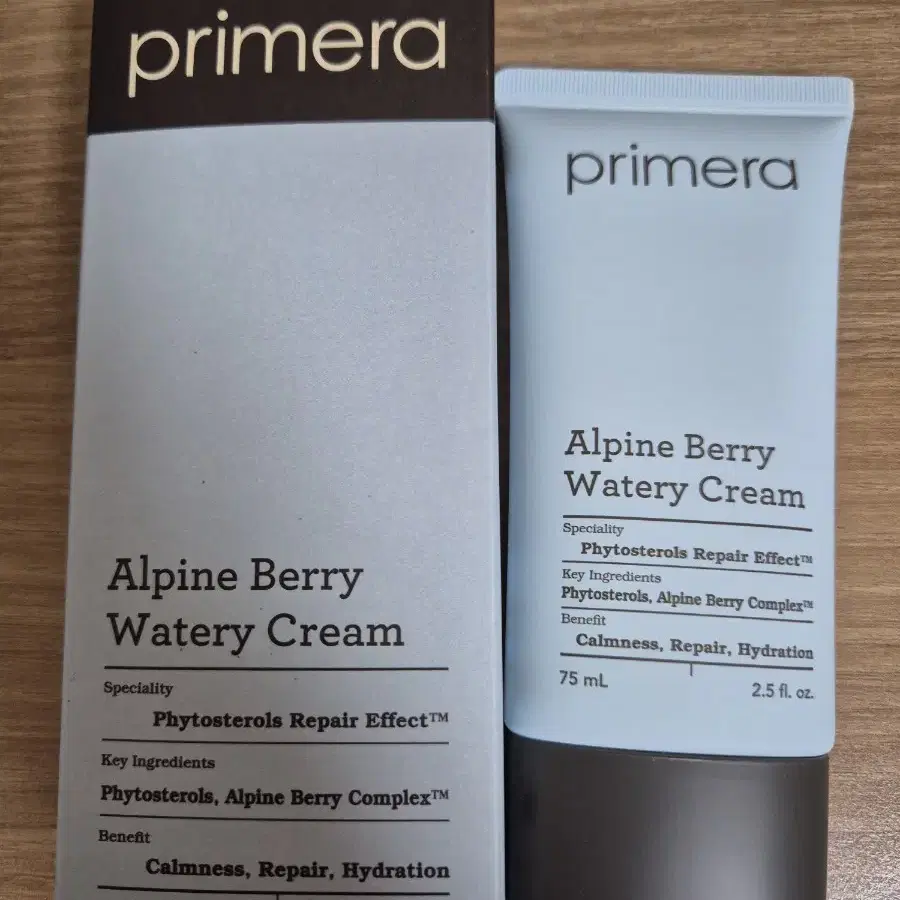 primera
Alpine Berry
Watery Cream
Speciality
Phytosterols Repair Effect™
Key Ingredients
Phytosterols, Alpine Berry Complex™
Benefit
Calmness, Repair, Hydration
primera
Alpine Berry
Watery Cream
Speciality
Phytosterols Repair Effect™
Key Ingredients
Phytosterols, Alpine Berry Complex™
Benefit
Calmness, Repair, Hydration
75 mL 2.5 fl. oz.